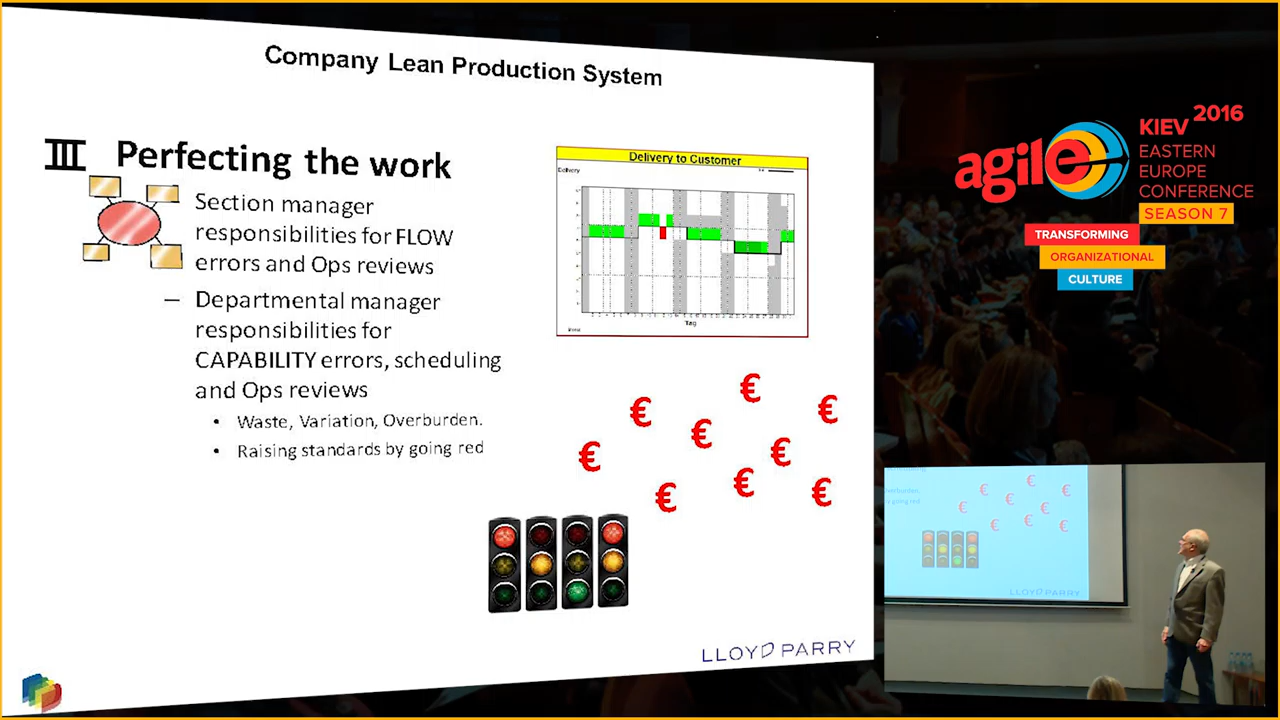 Company Lean Production System
III Perfecting the work
Section manager
responsibilities for FLOW
errors and Ops reviews
– Departmental manager
responsibilities for
CAPABILITY errors, scheduling
and Ops reviews
• Waste, Variation, Overburden.
• Raising standards by going red
Delivery to Customer
Delivery
Tag
€
€
€
€
€
€
€
€
€
LLOYD PARRY
agile
KIEV 2016
EASTERN
EUROPE
CONFERENCE
SEASON 7
TRANSFORMING
ORGANIZATIONAL
CULTURE
LLOYD PARRY